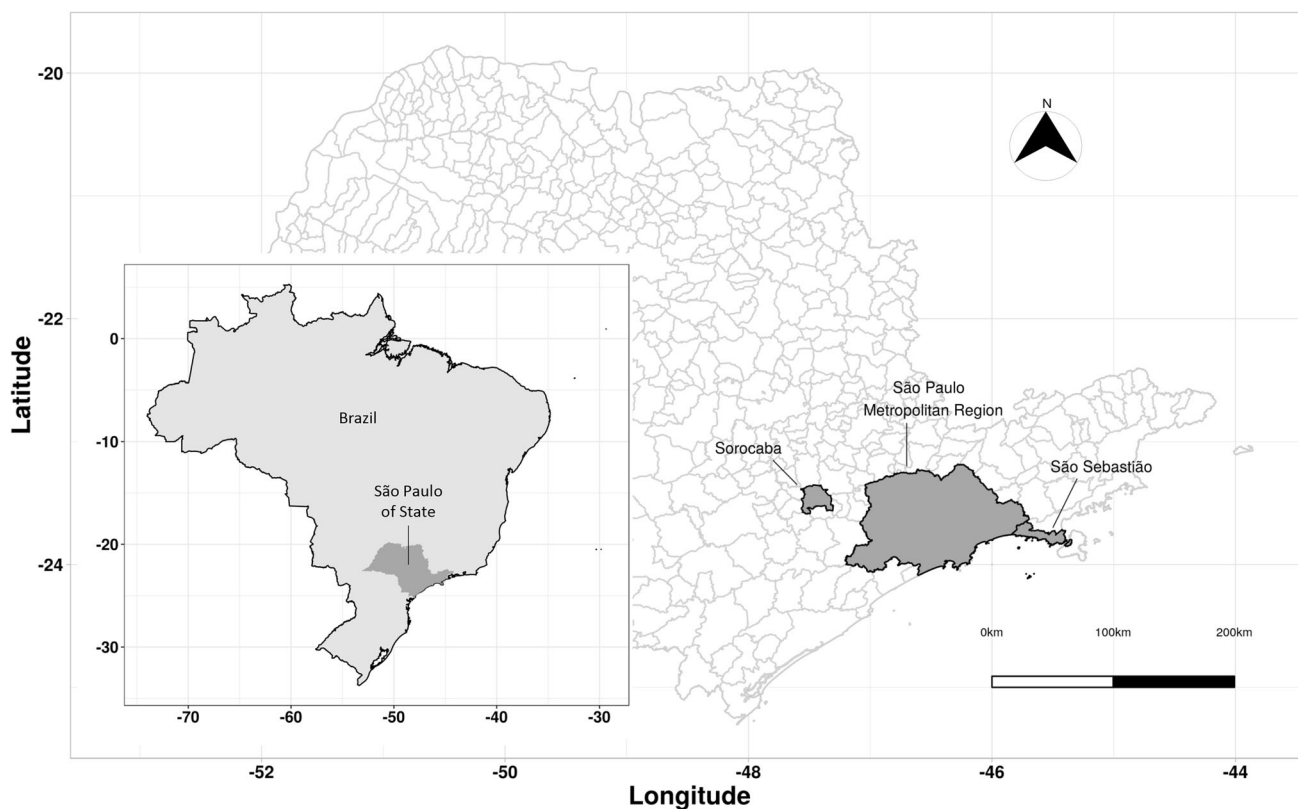 -20
-22
-24
Latitude
N
São Paulo
Metropolitan Region
Sorocaba
São Sebastião
0km 100km 200km
0
-10
-20
-30
Brazil
São Paulo
of State
-70 -60 -50 -40 -30
-52 -50 -48 -46 -44
Longitude